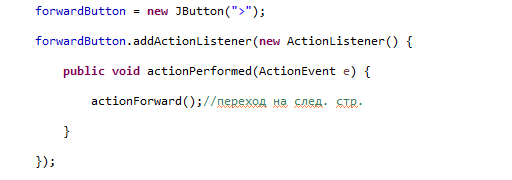 forwardButton = new JButton(">");
forwardButton.addActionListener(new ActionListener() {
public void actionPerformed(ActionEvent e) {
actionForward();//переход на след. стр.
}
});